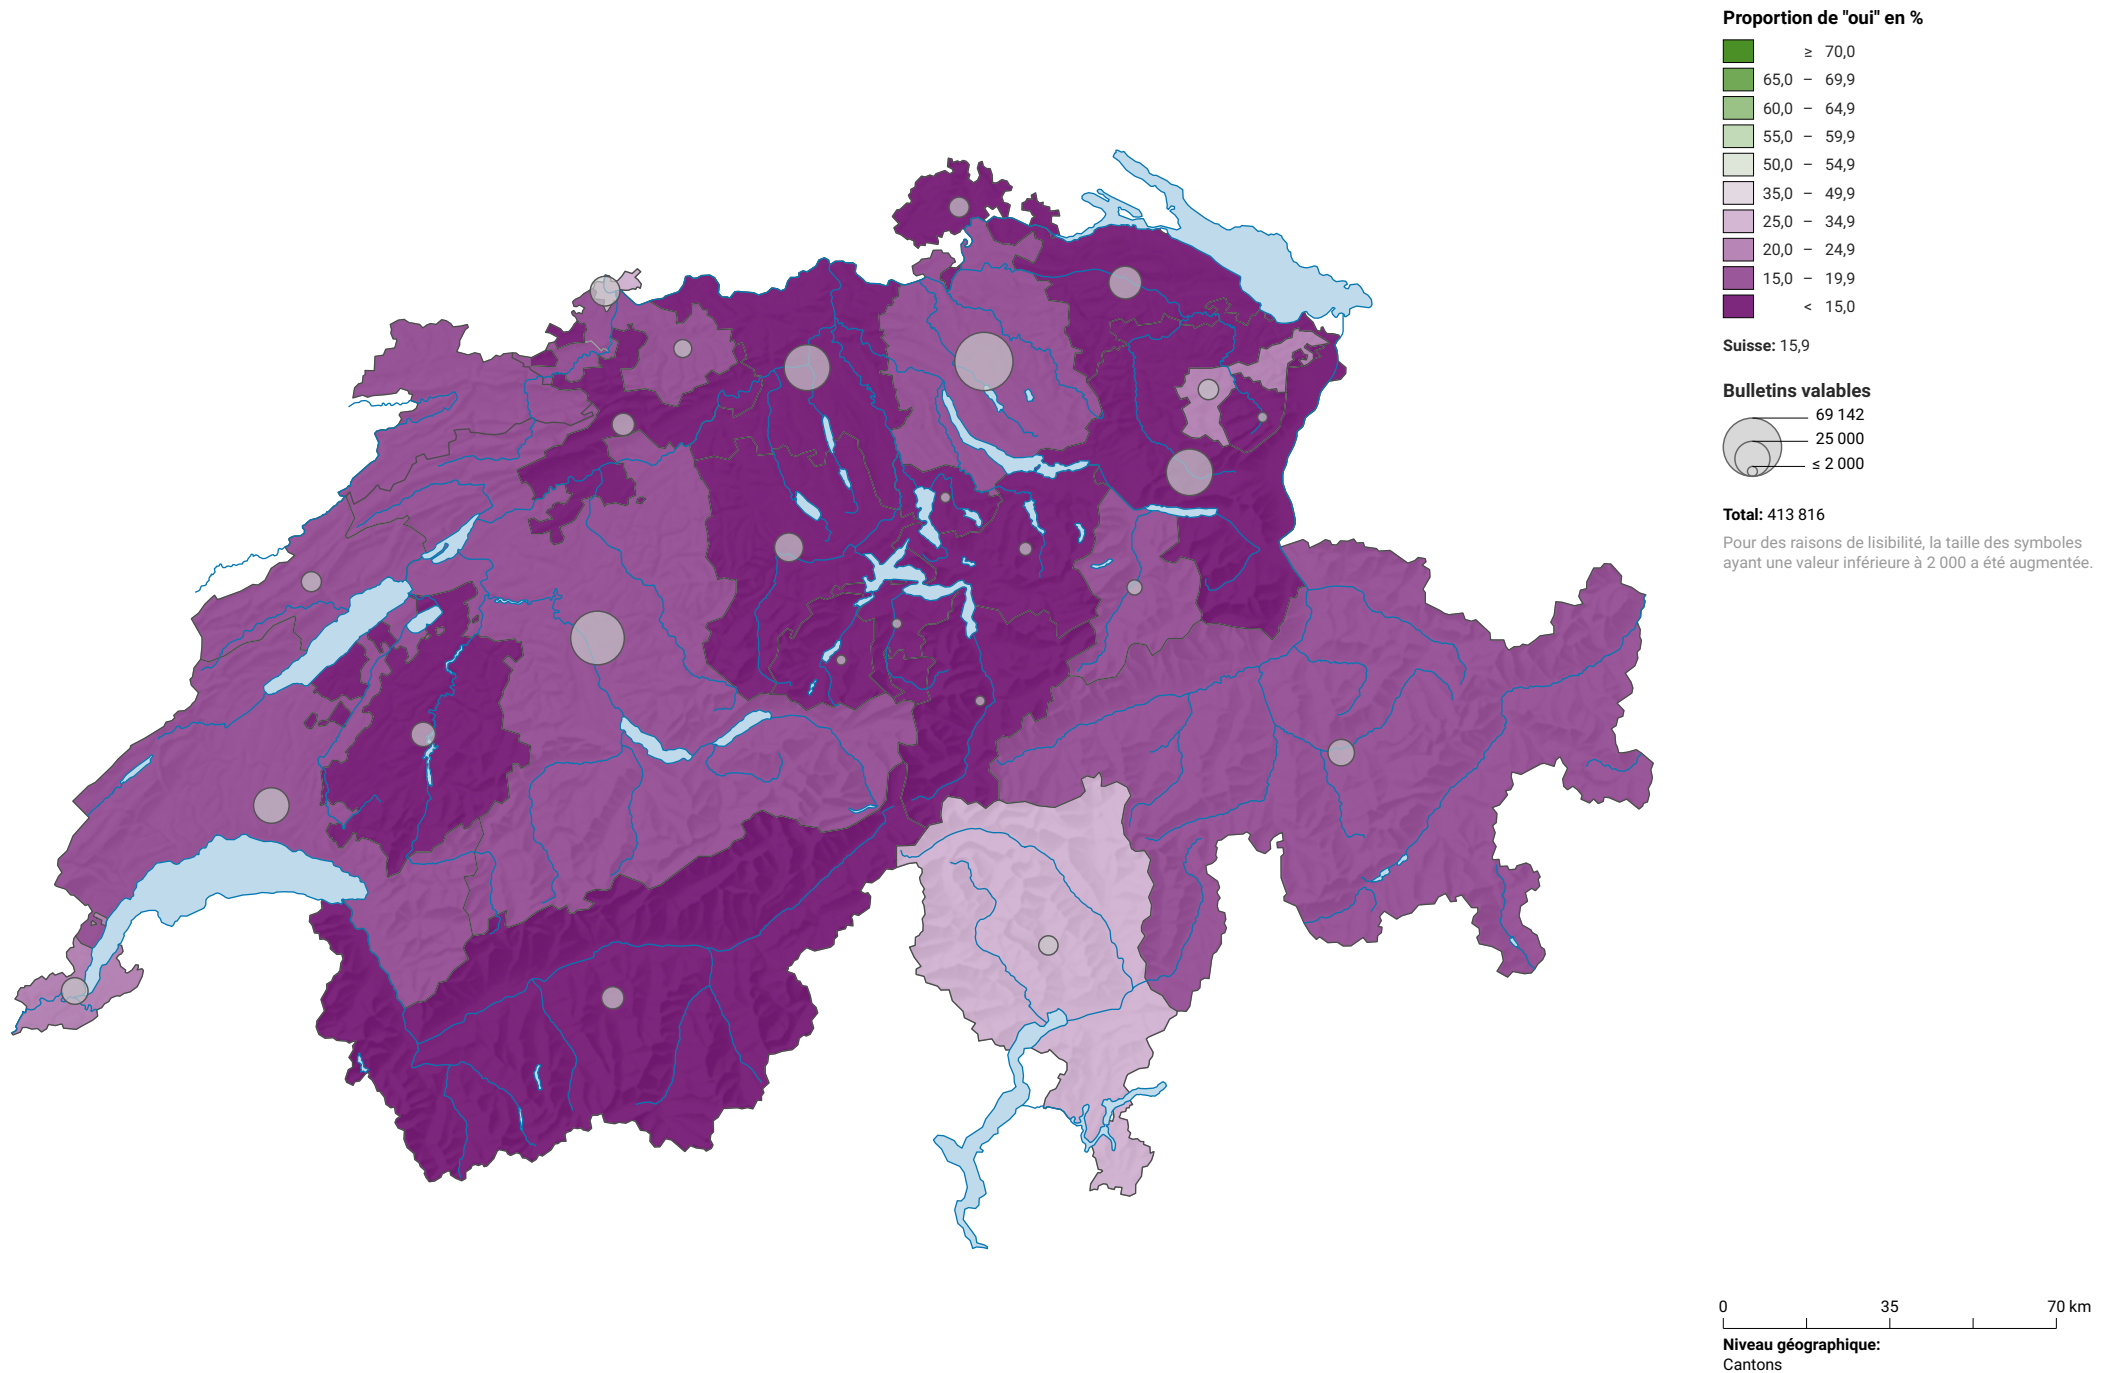 Proportion de "oui" en %
≥ 70,0
65,0 – 69,9
60,0 – 64,9
55,0 – 59,9
50,0 – 54,9
35,0 – 49,9
25,0 – 34,9
20,0 – 24,9
15,0 – 19,9
< 15,0
Suisse: 15,9
Bulletins valables
69 142
25 000
≤ 2 000
Total: 413 816
Pour des raisons de lisibilité, la taille des symboles
ayant une valeur inférieure à 2 000 a été augmentée.
0 35 70 km
Niveau géographique:
Cantons